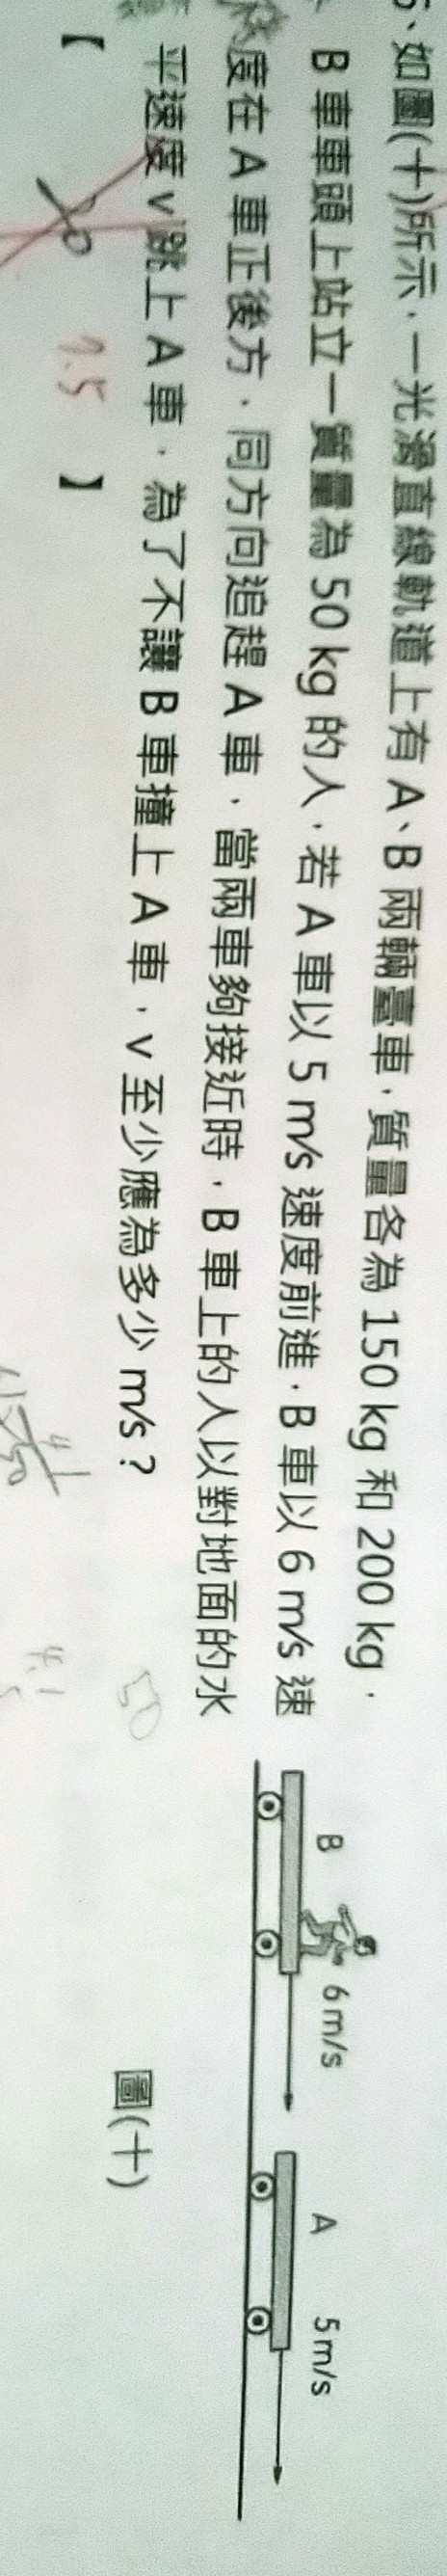 、如圖(十)所示，一光滑直線軌道上有 A、B 兩輛臺車，質量各為 150 kg 和 200 kg，
B 車車頭上站立一質量為 50 kg 的人，若 A 車以 5 m/s 速度前進，B 車以 6 m/s 速
度在 A 車正後方，同方向追趕 A 車，當兩車夠接近時，B 車上的人以對地面的水
平速度 v 跳上 A 車，為了不讓 B 車撞上 A 車，v 至少應為多少 m/s？
【 7.5 】
50
B 6 m/s A 5 m/s
圖(十)